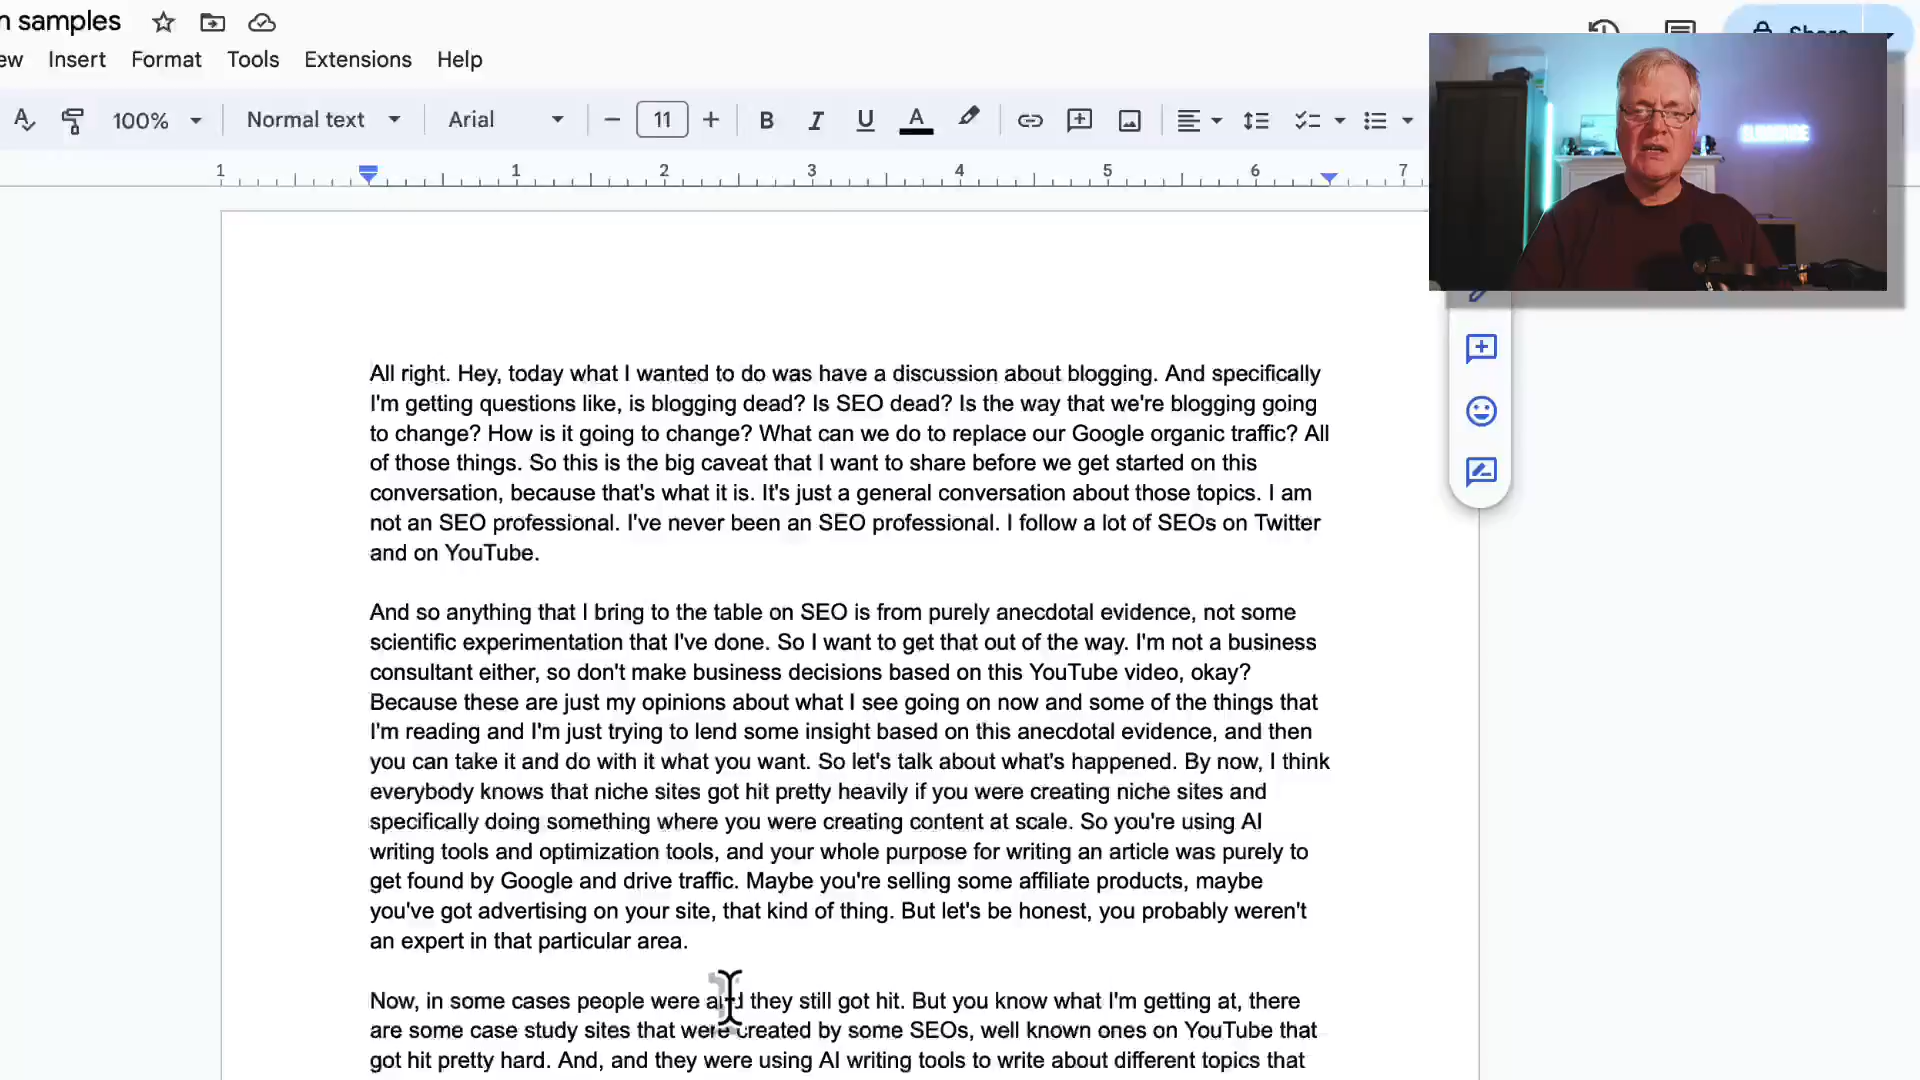 n samples
ew Insert Format Tools Extensions Help
100% Normal text Arial 11 B I U A
1 1 2 3 4 5 6 7
All right. Hey, today what I wanted to do was have a discussion about blogging. And specifically
I'm getting questions like, is blogging dead? Is SEO dead? Is the way that we're blogging going
to change? How is it going to change? What can we do to replace our Google organic traffic? All
of those things. So this is the big caveat that I want to share before we get started on this
conversation, because that's what it is. It's just a general conversation about those topics. I am
not an SEO professional. I've never been an SEO professional. I follow a lot of SEOs on Twitter
and on YouTube.
And so anything that I bring to the table on SEO is from purely anecdotal evidence, not some
scientific experimentation that I've done. So I want to get that out of the way. I'm not a business
consultant either, so don't make business decisions based on this YouTube video, okay?
Because these are just my opinions about what I see going on now and some of the things that
I'm reading and I'm just trying to lend some insight based on this anecdotal evidence, and then
you can take it and do with it what you want. So let's talk about what's happened. By now, I think
everybody knows that niche sites got hit pretty heavily if you were creating niche sites and
specifically doing something where you were creating content at scale. So you're using AI
writing tools and optimization tools, and your whole purpose for writing an article was purely to
get found by Google and drive traffic. Maybe you're selling some affiliate products, maybe
you've got advertising on your site, that kind of thing. But let's be honest, you probably weren't
an expert in that particular area.
Now, in some cases people were and they still got hit. But you know what I'm getting at, there
are some case study sites that were created by some SEOs, well known ones on YouTube that
got hit pretty hard. And, and they were using AI writing tools to write about different topics that